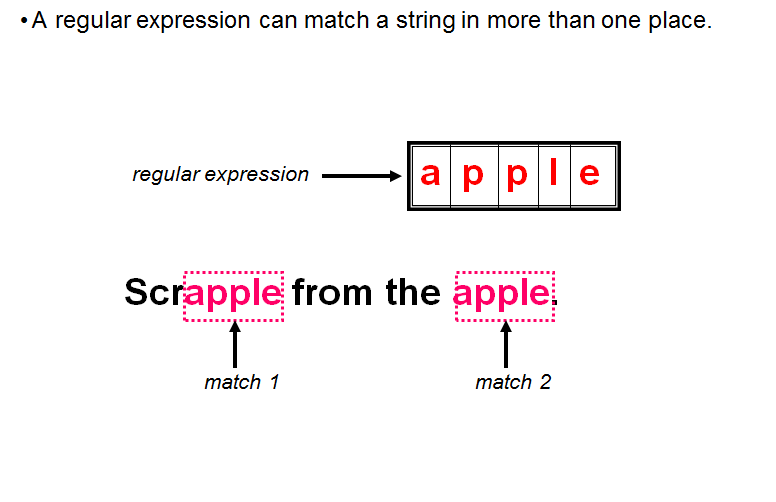 •A regular expression can match a string in more than one place.
regular expression
a p p l e
Scrapple from the apple.
match 1
match 2